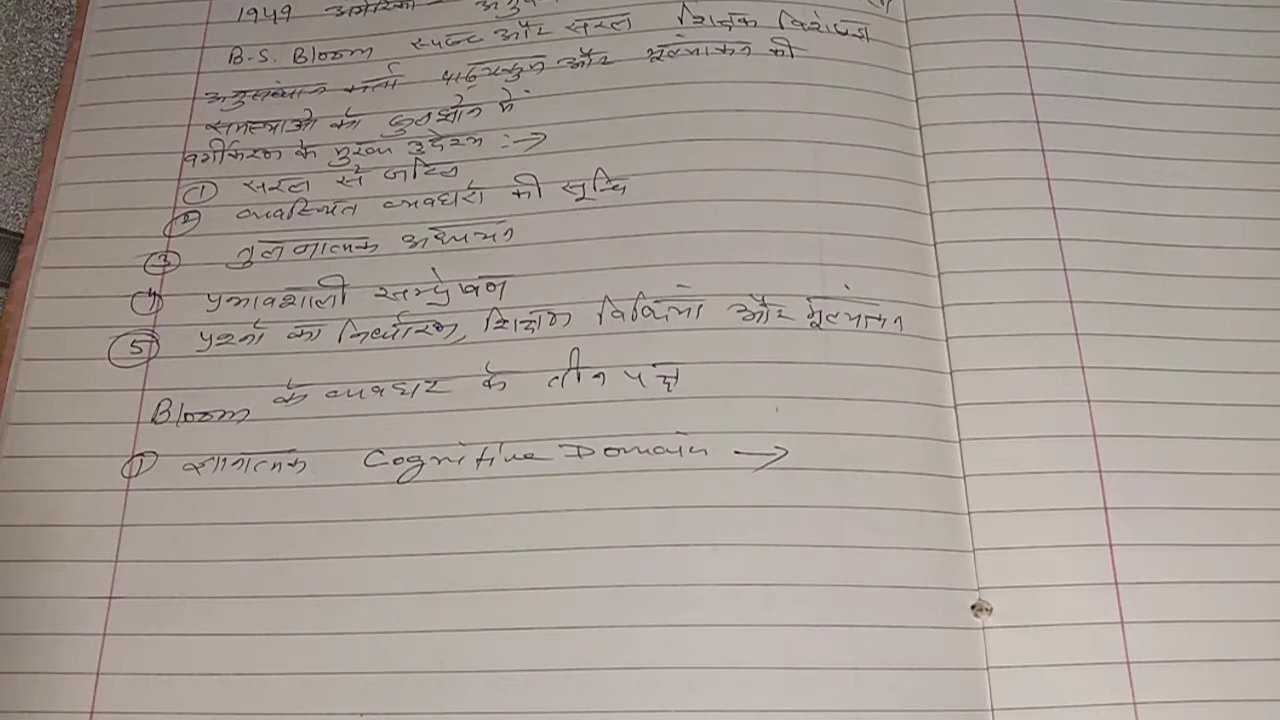 1949 अमेरिका
B.S. Bloom स्पष्ट और सरल शिक्षक विशेषज्ञ
अनुसंधान कर्ता पाठ्यक्रम और मूल्यांकन की
समस्याओं को सुलझाने में
वर्गीकरण के मुख्य उद्देश्य :→
① सरल से जटिल
② व्यवस्थित व्यवहारों की सूचि
③ तुलनात्मक अध्ययन
④ प्रभावशाली सम्प्रेषण
⑤ प्रश्नों का निर्धारण, शिक्षण विधियां और मूल्यांकन
Bloom के व्यवहार के तीन पक्ष
① ज्ञानात्मक Cognitive Domain →